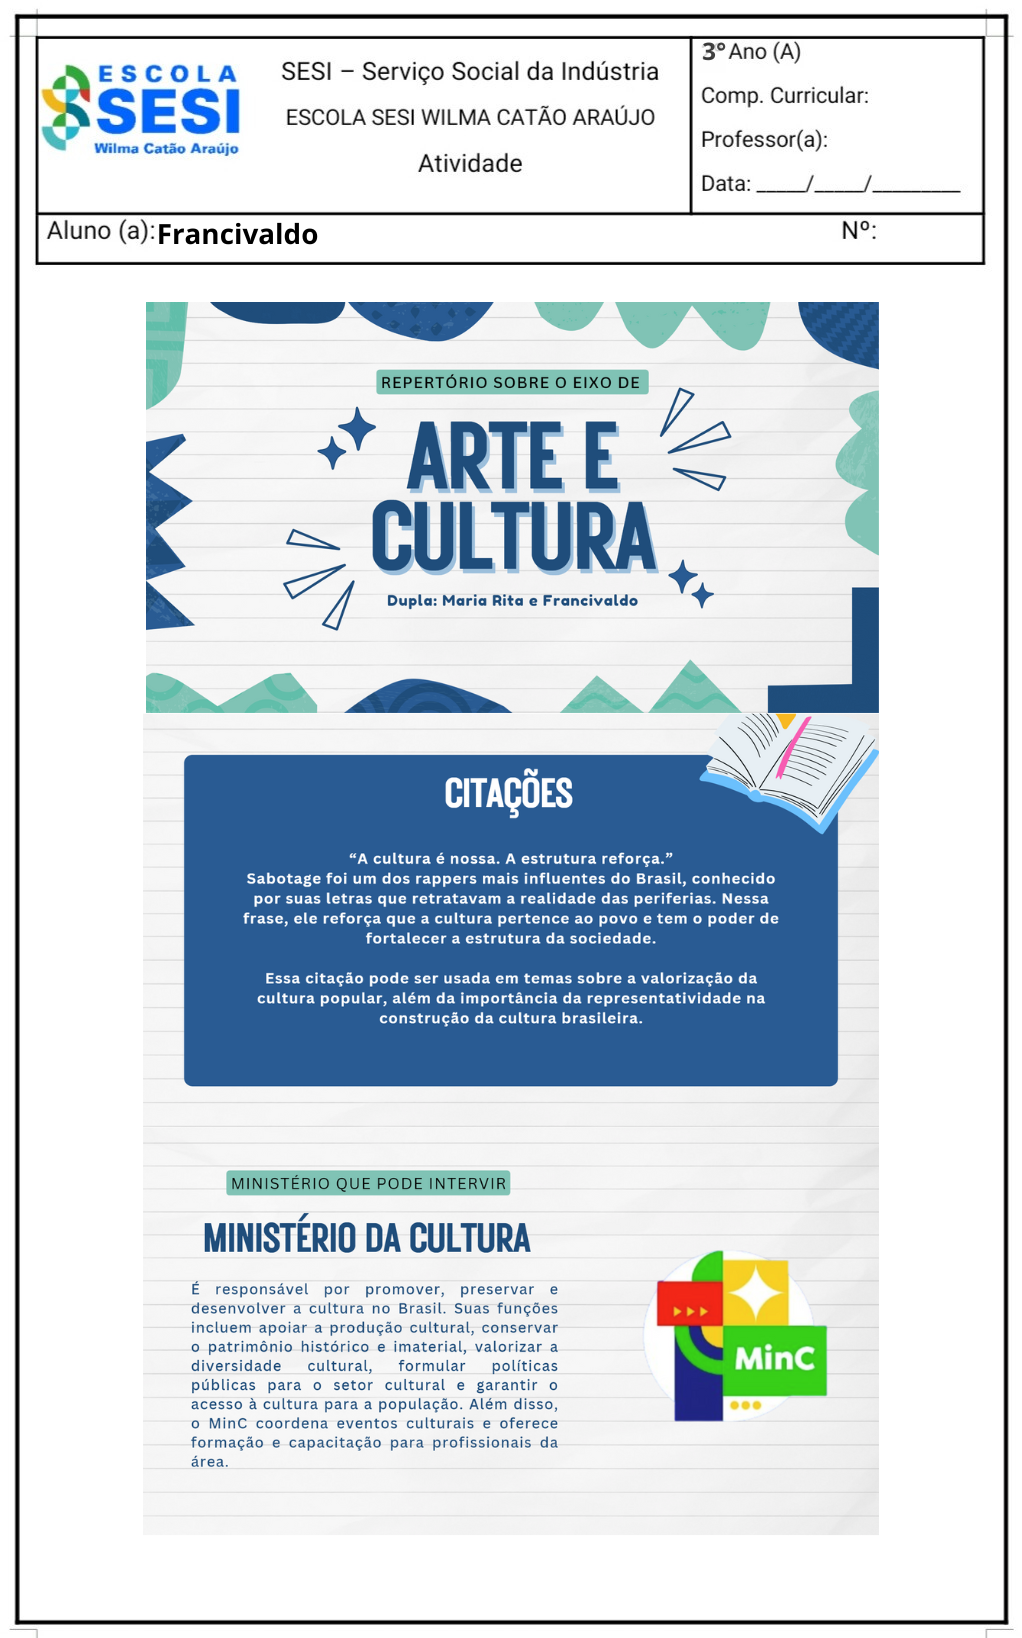 ESCOLA
SESI
Wilma Catão Araújo
SESI – Serviço Social da Indústria
ESCOLA SESI WILMA CATÃO ARAÚJO
Atividade
3° Ano (A)
Comp. Curricular:
Professor(a):
Data: _____/_____/_________
Aluno (a):Francivaldo
Nº:
REPERTÓRIO SOBRE O EIXO DE
ARTE E
CULTURA
Dupla: Maria Rita e Francivaldo
CITAÇÕES
“A cultura é nossa. A estrutura reforça.”
Sabotage foi um dos rappers mais influentes do Brasil, conhecido
por suas letras que retratavam a realidade das periferias. Nessa
frase, ele reforça que a cultura pertence ao povo e tem o poder de
fortalecer a estrutura da sociedade.
Essa citação pode ser usada em temas sobre a valorização da
cultura popular, além da importância da representatividade na
construção da cultura brasileira.
MINISTÉRIO QUE PODE INTERVIR
MINISTÉRIO DA CULTURA
É responsável por promover, preservar e
desenvolver a cultura no Brasil. Suas funções
incluem apoiar a produção cultural, conservar
o patrimônio histórico e imaterial, valorizar a
diversidade cultural, formular políticas
públicas para o setor cultural e garantir o
acesso à cultura para a população. Além disso,
o MinC coordena eventos culturais e oferece
formação e capacitação para profissionais da
área.
MinC